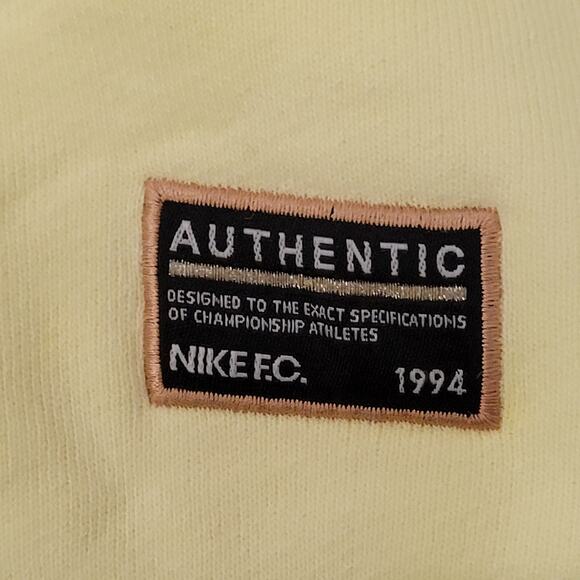 AUTHENTIC
DESIGNED TO THE EXACT SPECIFICATIONS
OF CHAMPIONSHIP ATHLETES
NIKE F.C. 1994